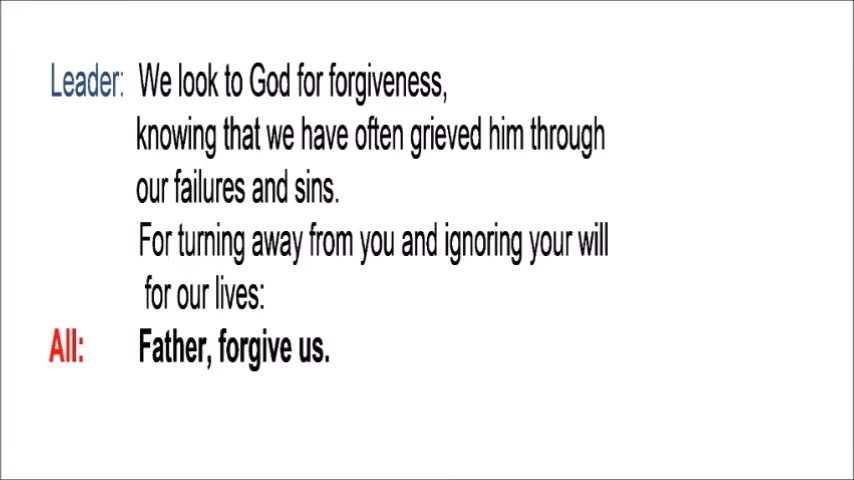 Leader: We look to God for forgiveness,
knowing that we have often grieved him through
our failures and sins.
For turning away from you and ignoring your will
for our lives:
All: Father, forgive us.